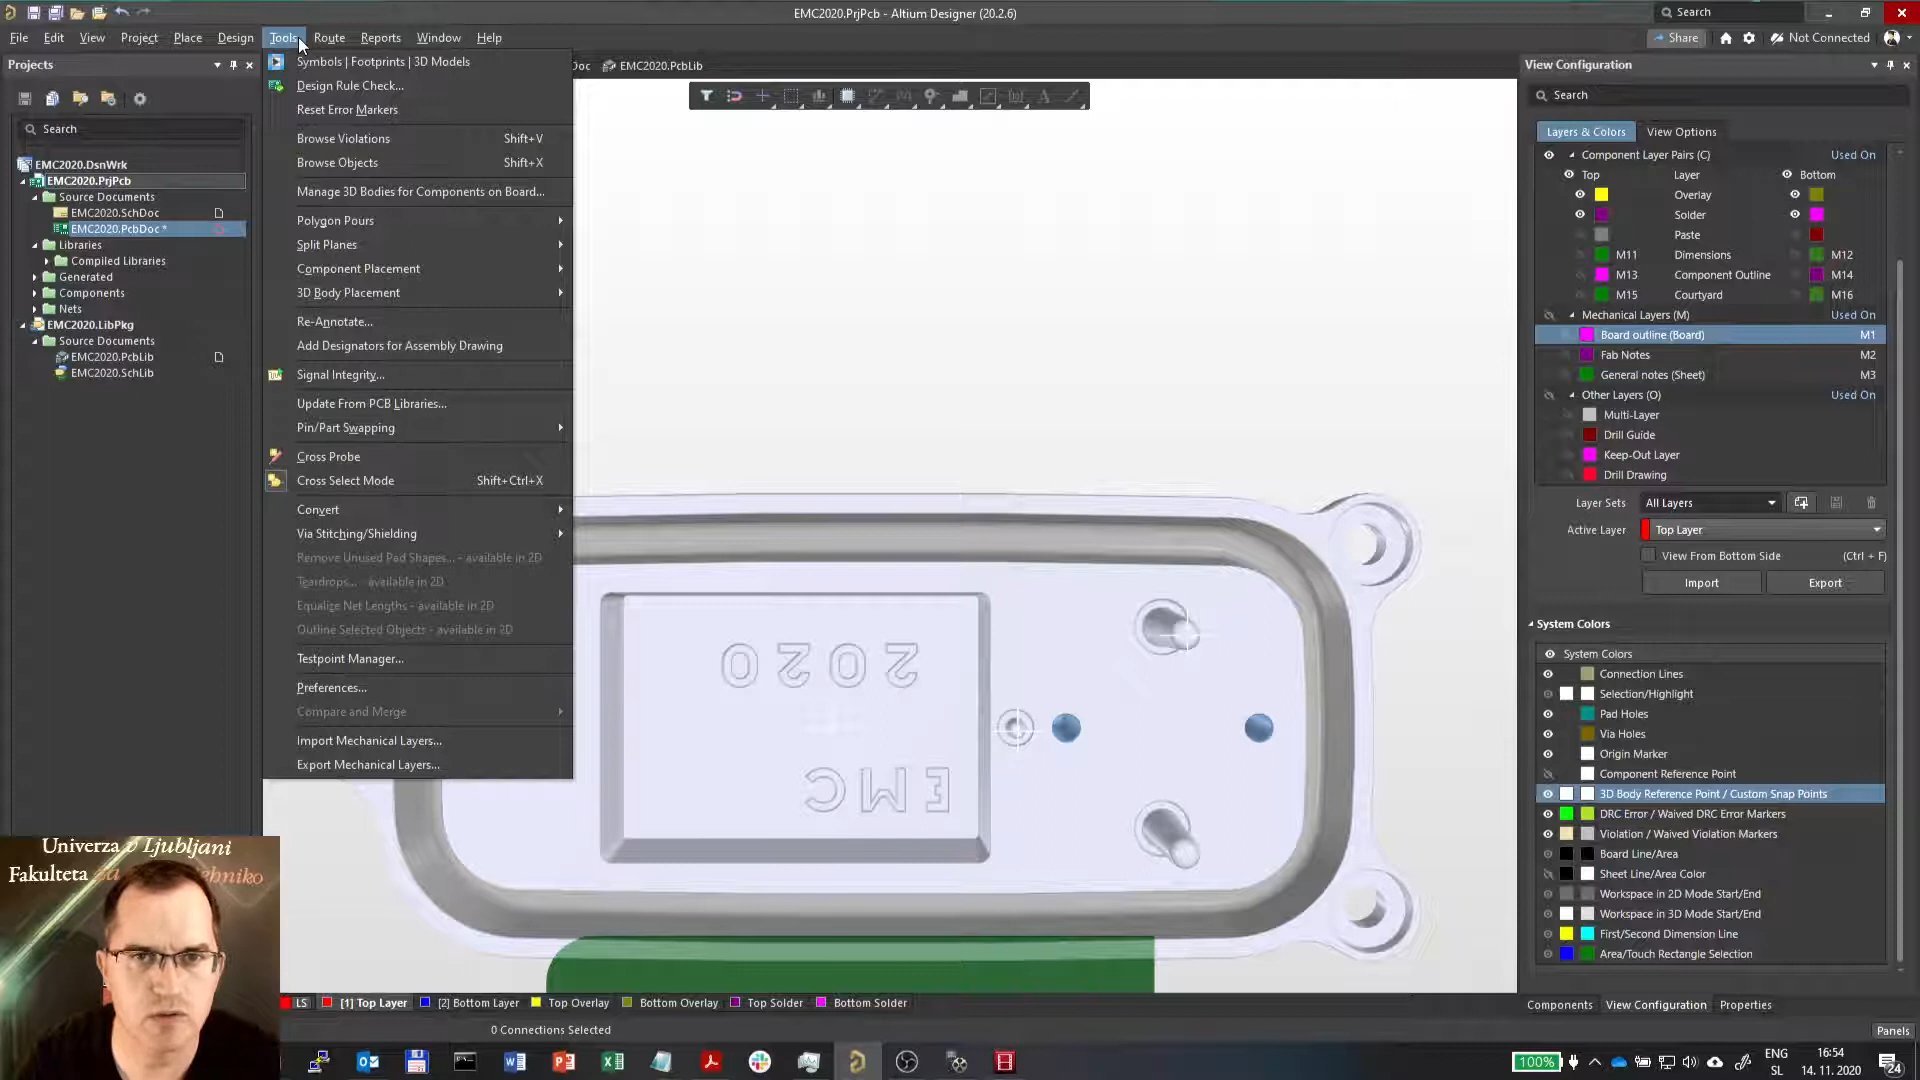 EMC2020.PrjPcb - Altium Designer (20.2.6)
Search
File Edit View Project Place Design Tools Route Reports Window Help
Share
Not Connected
Projects
Search
EMC2020.DsnWrk
EMC2020.PrjPcb
Source Documents
EMC2020.SchDoc
EMC2020.PcbDoc *
Libraries
Compiled Libraries
Generated
Components
Nets
EMC2020.LibPkg
Source Documents
EMC2020.PcbLib
EMC2020.SchLib
Symbols | Footprints | 3D Models
Design Rule Check...
Reset Error Markers
Browse Violations Shift+V
Browse Objects Shift+X
Manage 3D Bodies for Components on Board...
Polygon Pours
Split Planes
Component Placement
3D Body Placement
Re-Annotate...
Add Designators for Assembly Drawing
Signal Integrity...
Update From PCB Libraries...
Pin/Part Swapping
Cross Probe
Cross Select Mode Shift+Ctrl+X
Convert
Via Stitching/Shielding
Remove Unused Pad Shapes... - available in 2D
Teardrops... - available in 2D
Equalize Net Lengths - available in 2D
Outline Selected Objects - available in 2D
Testpoint Manager...
Preferences...
Compare and Merge
Import Mechanical Layers...
Export Mechanical Layers...
Doc EMC2020.PcbLib
2020
EMC
View Configuration
Search
Layers & Colors View Options
Component Layer Pairs (C) Used On
Top Layer Bottom
Overlay
Solder
Paste
M11 Dimensions M12
M13 Component Outline M14
M15 Courtyard M16
Mechanical Layers (M) Used On
Board outline (Board) M1
Fab Notes M2
General notes (Sheet) M3
Other Layers (O) Used On
Multi-Layer
Drill Guide
Keep-Out Layer
Drill Drawing
Layer Sets All Layers
Active Layer Top Layer
View From Bottom Side (Ctrl + F)
Import Export
System Colors
System Colors
Connection Lines
Selection/Highlight
Pad Holes
Via Holes
Origin Marker
Component Reference Point
3D Body Reference Point / Custom Snap Points
DRC Error / Waived DRC Error Markers
Violation / Waived Violation Markers
Board Line/Area
Sheet Line/Area Color
Workspace in 2D Mode Start/End
Workspace in 3D Mode Start/End
First/Second Dimension Line
Area/Touch Rectangle Selection
Components View Configuration Properties
Panels
Univerza v Ljubljani
Fakulteta
LS [1] Top Layer [2] Bottom Layer Top Overlay Bottom Overlay Top Solder Bottom Solder
0 Connections Selected
100%
ENG
SL
16:54
14. 11. 2020
24